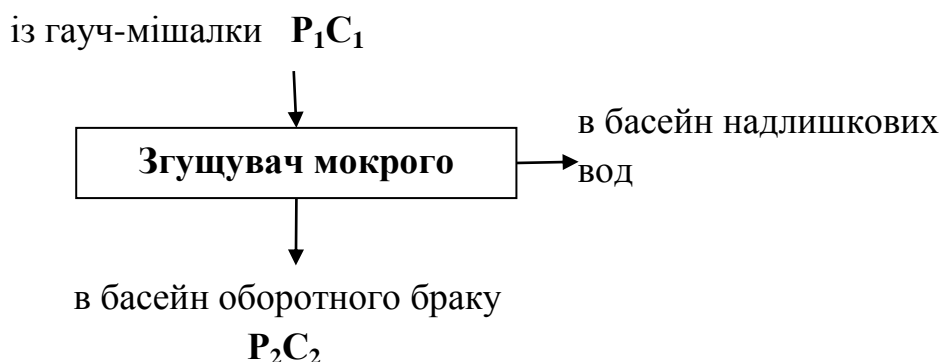 із гауч-мішалки P₁C₁
в басейн надлишкових
вод
Згущувач мокрого
в басейн оборотного браку
P₂C₂